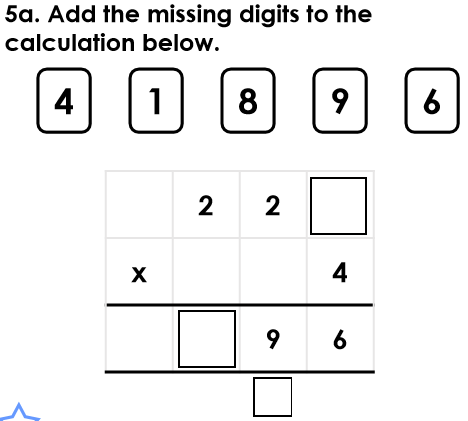 5a. Add the missing digits to the
calculation below.
4 1 8 9 6
2 2
x 4
9 6